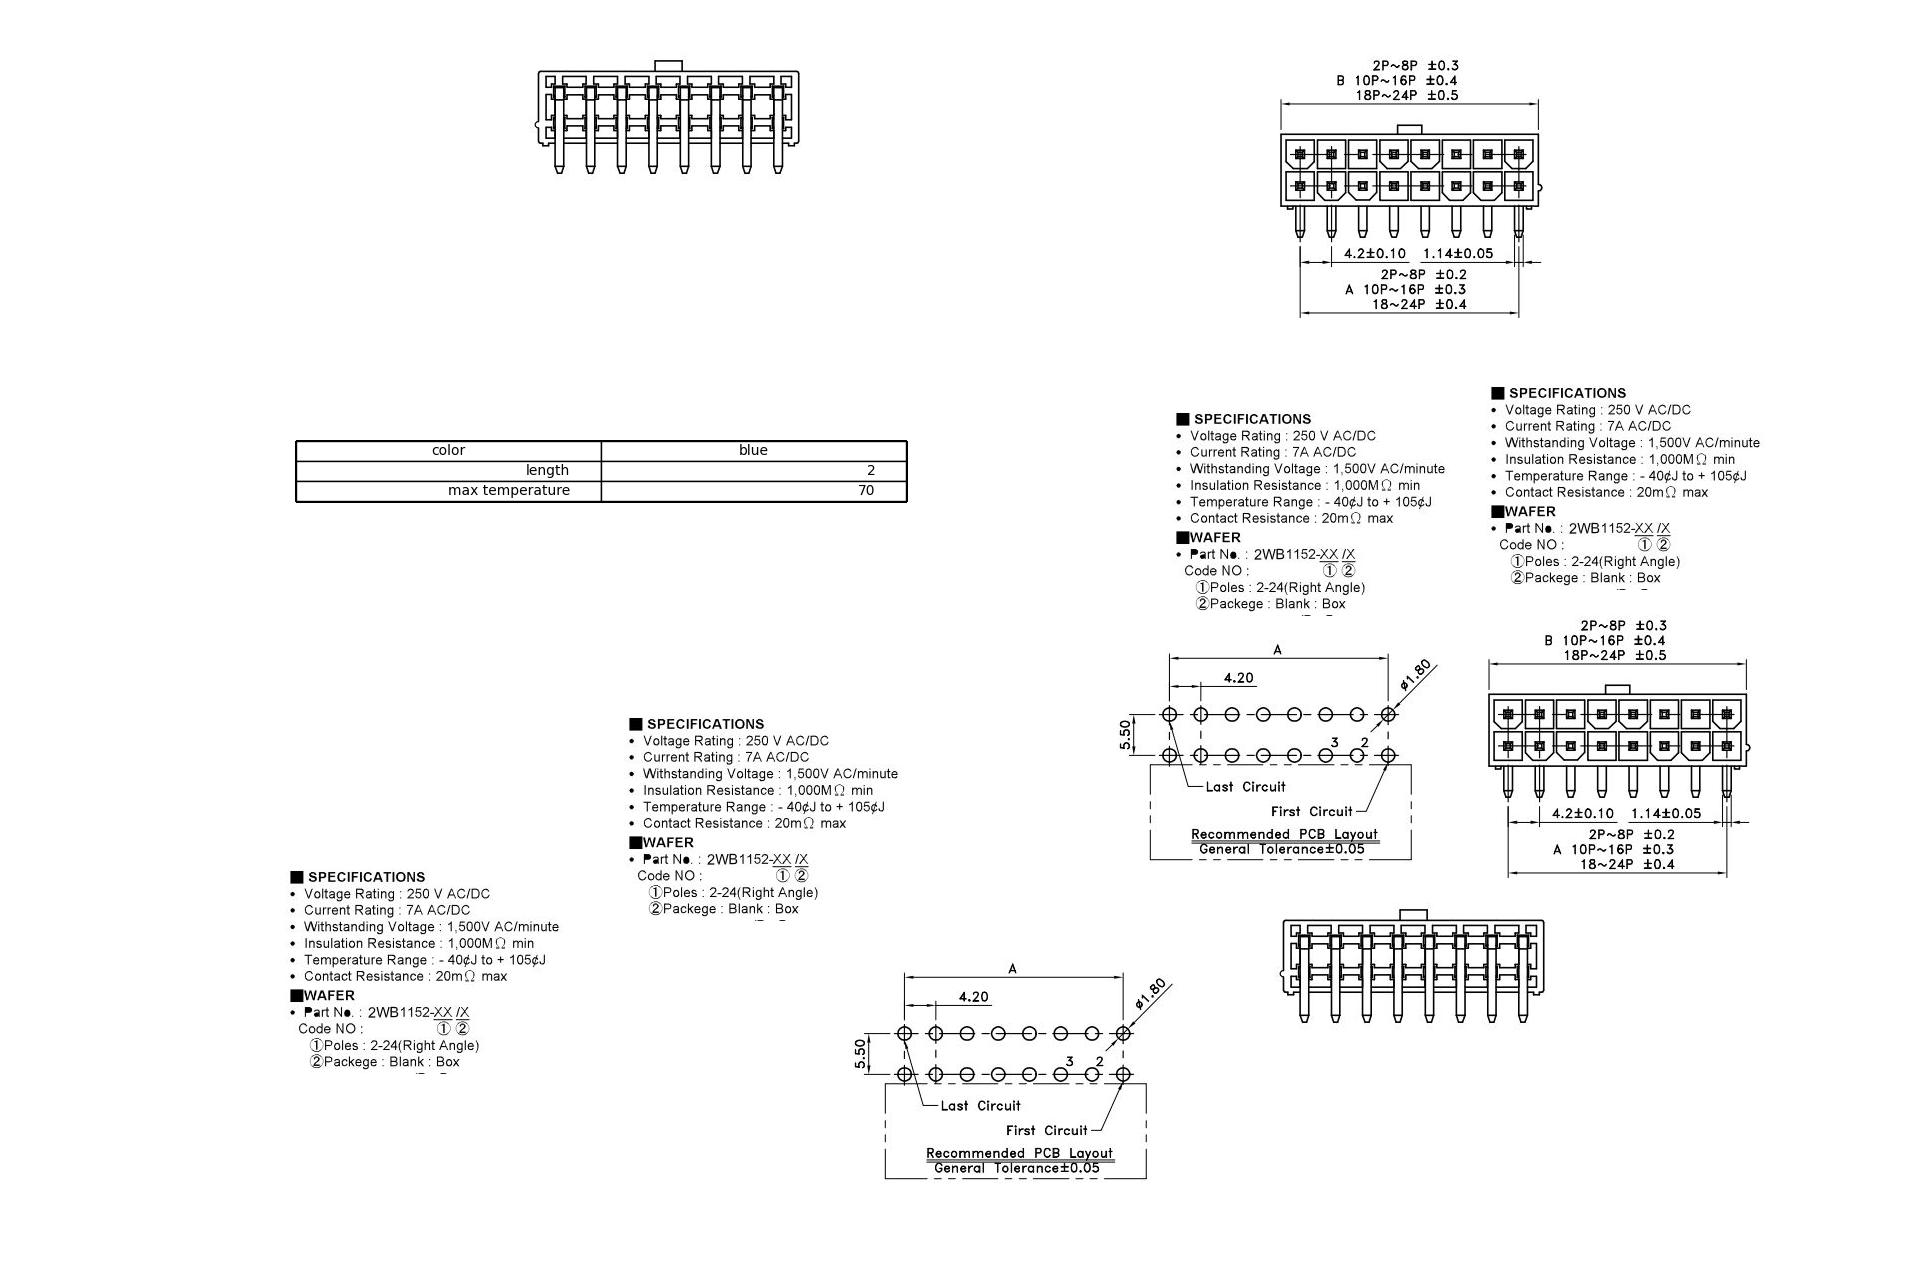 2P~8P ±0.3
B 10P~16P ±0.4
18P~24P ±0.5
4.2±0.10 1.14±0.05
2P~8P ±0.2
A 10P~16P ±0.3
18~24P ±0.4
color blue
length 2
max temperature 70
■ SPECIFICATIONS
• Voltage Rating : 250 V AC/DC
• Current Rating : 7A AC/DC
• Withstanding Voltage : 1,500V AC/minute
• Insulation Resistance : 1,000MΩ min
• Temperature Range : - 40¢J to + 105¢J
• Contact Resistance : 20mΩ max
■WAFER
• Part No. : 2WB1152-XX /X
Code NO : ① ②
①Poles : 2-24(Right Angle)
②Packege : Blank : Box
■ SPECIFICATIONS
• Voltage Rating : 250 V AC/DC
• Current Rating : 7A AC/DC
• Withstanding Voltage : 1,500V AC/minute
• Insulation Resistance : 1,000MΩ min
• Temperature Range : - 40¢J to + 105¢J
• Contact Resistance : 20mΩ max
■WAFER
• Part No. : 2WB1152-XX /X
Code NO : ① ②
①Poles : 2-24(Right Angle)
②Packege : Blank : Box
A
4.20
ø1.80
5.50
3 2
Last Circuit
First Circuit
Recommended PCB Layout
General Tolerance±0.05
2P~8P ±0.3
B 10P~16P ±0.4
18P~24P ±0.5
4.2±0.10 1.14±0.05
2P~8P ±0.2
A 10P~16P ±0.3
18~24P ±0.4
■ SPECIFICATIONS
• Voltage Rating : 250 V AC/DC
• Current Rating : 7A AC/DC
• Withstanding Voltage : 1,500V AC/minute
• Insulation Resistance : 1,000MΩ min
• Temperature Range : - 40¢J to + 105¢J
• Contact Resistance : 20mΩ max
■WAFER
• Part No. : 2WB1152-XX /X
Code NO : ① ②
①Poles : 2-24(Right Angle)
②Packege : Blank : Box
■ SPECIFICATIONS
• Voltage Rating : 250 V AC/DC
• Current Rating : 7A AC/DC
• Withstanding Voltage : 1,500V AC/minute
• Insulation Resistance : 1,000MΩ min
• Temperature Range : - 40¢J to + 105¢J
• Contact Resistance : 20mΩ max
■WAFER
• Part No. : 2WB1152-XX /X
Code NO : ① ②
①Poles : 2-24(Right Angle)
②Packege : Blank : Box
A
4.20
ø1.80
5.50
3 2
Last Circuit
First Circuit
Recommended PCB Layout
General Tolerance±0.05